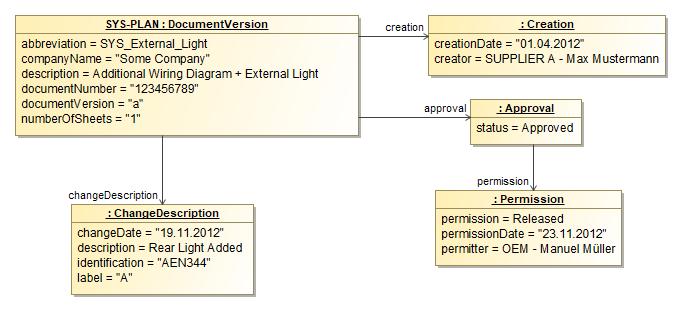 SYS-PLAN : DocumentVersion
abbreviation = SYS_External_Light
companyName = "Some Company"
description = Additional Wiring Diagram + External Light
documentNumber = "123456789"
documentVersion = "a"
numberOfSheets = "1"
creation
: Creation
creationDate = "01.04.2012"
creator = SUPPLIER A - Max Mustermann
approval
: Approval
status = Approved
changeDescription
: ChangeDescription
changeDate = "19.11.2012"
description = Rear Light Added
identification = "AEN344"
label = "A"
permission
: Permission
permission = Released
permissionDate = "23.11.2012"
permitter = OEM - Manuel Müller